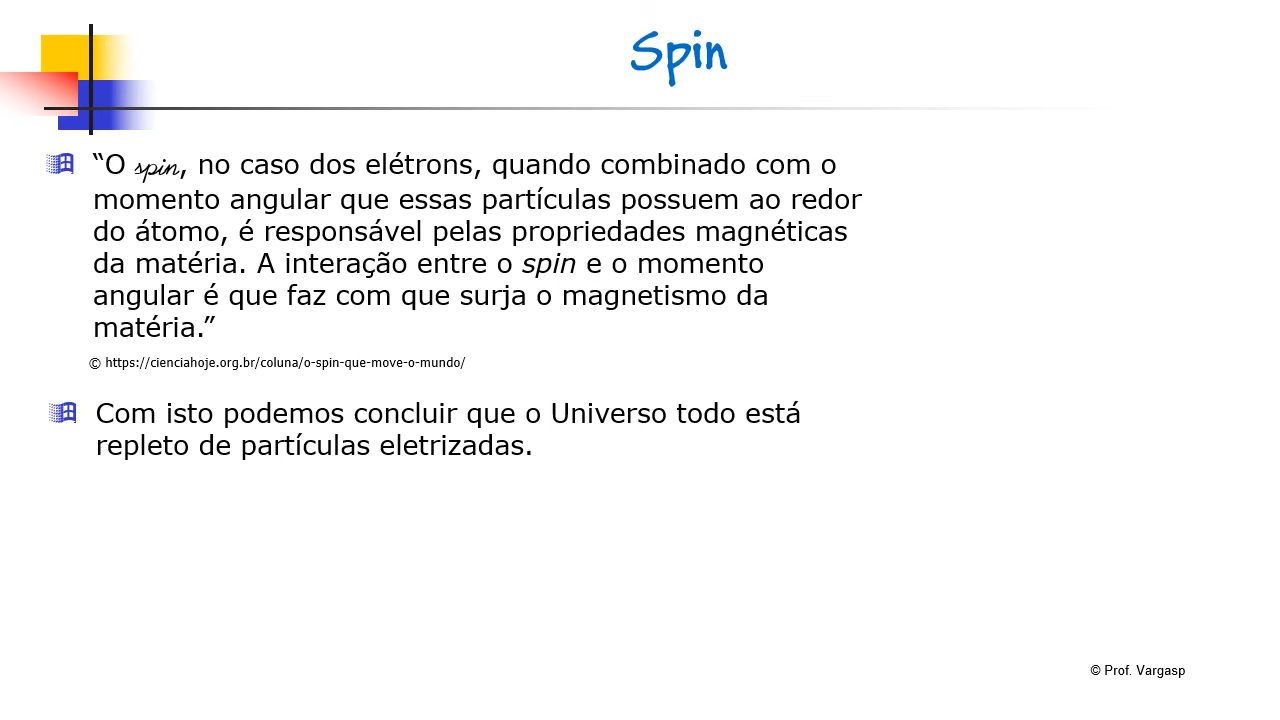 Spin
“O spin, no caso dos elétrons, quando combinado com o
momento angular que essas partículas possuem ao redor
do átomo, é responsável pelas propriedades magnéticas
da matéria. A interação entre o spin e o momento
angular é que faz com que surja o magnetismo da
matéria.”
© https://cienciahoje.org.br/coluna/o-spin-que-move-o-mundo/
Com isto podemos concluir que o Universo todo está
repleto de partículas eletrizadas.
© Prof. Vargasp